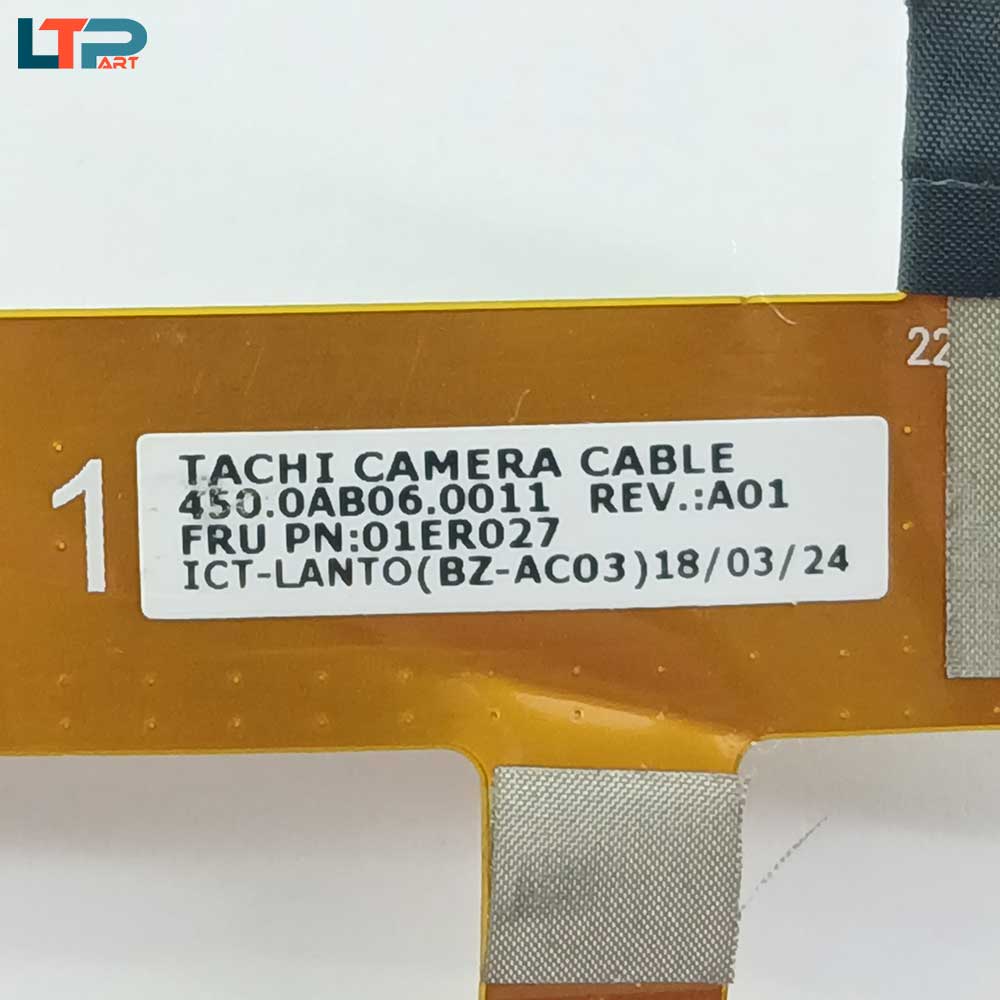 LTPART
22
1
TACHI CAMERA CABLE
450.0AB06.0011 REV.:A01
FRU PN:01ER027
ICT-LANTO(BZ-AC03)18/03/24